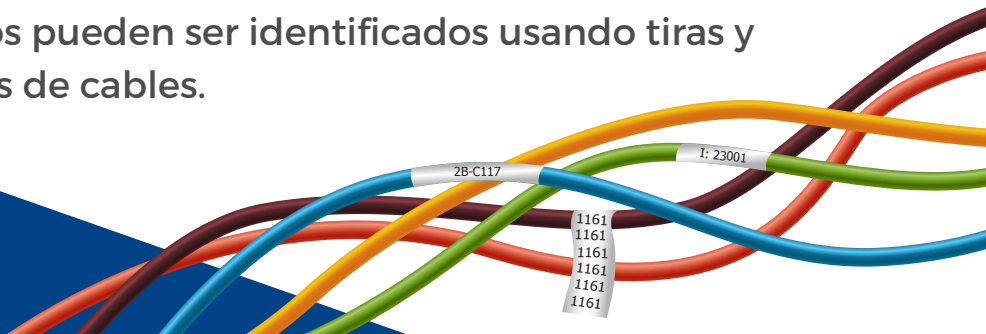 os pueden ser identificados usando tiras y
s de cables.
I: 23001
2B-C117
1161
1161
1161
1161
1161
1161